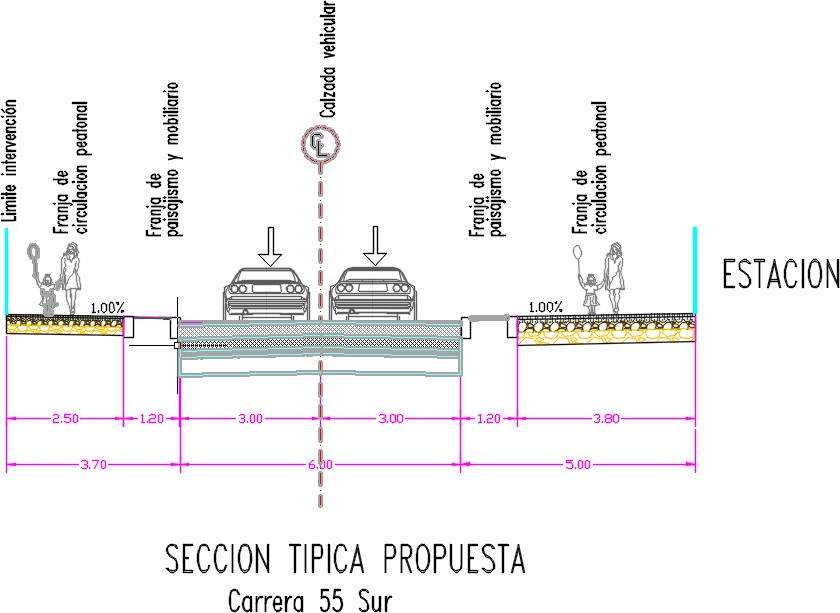 Limite intervención
Franja de
circulacion peatonal
Franja de
paisajismo y mobiliario
Calzada vehicular
CL
Franja de
paisajismo y mobiliario
Franja de
circulacion peatonal
ESTACION
1.00%
1.00%
2.50
1.20
3.00
3.00
1.20
3.80
3.70
6.00
5.00
SECCION TIPICA PROPUESTA
Carrera 55 Sur